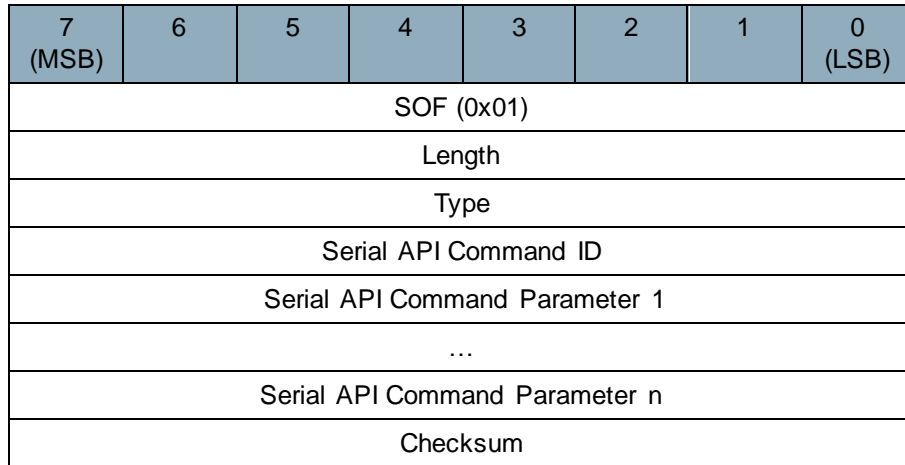 7 6 5 4 3 2 1 0
(MSB) (LSB)
SOF (0x01)
Length
Type
Serial API Command ID
Serial API Command Parameter 1
…
Serial API Command Parameter n
Checksum